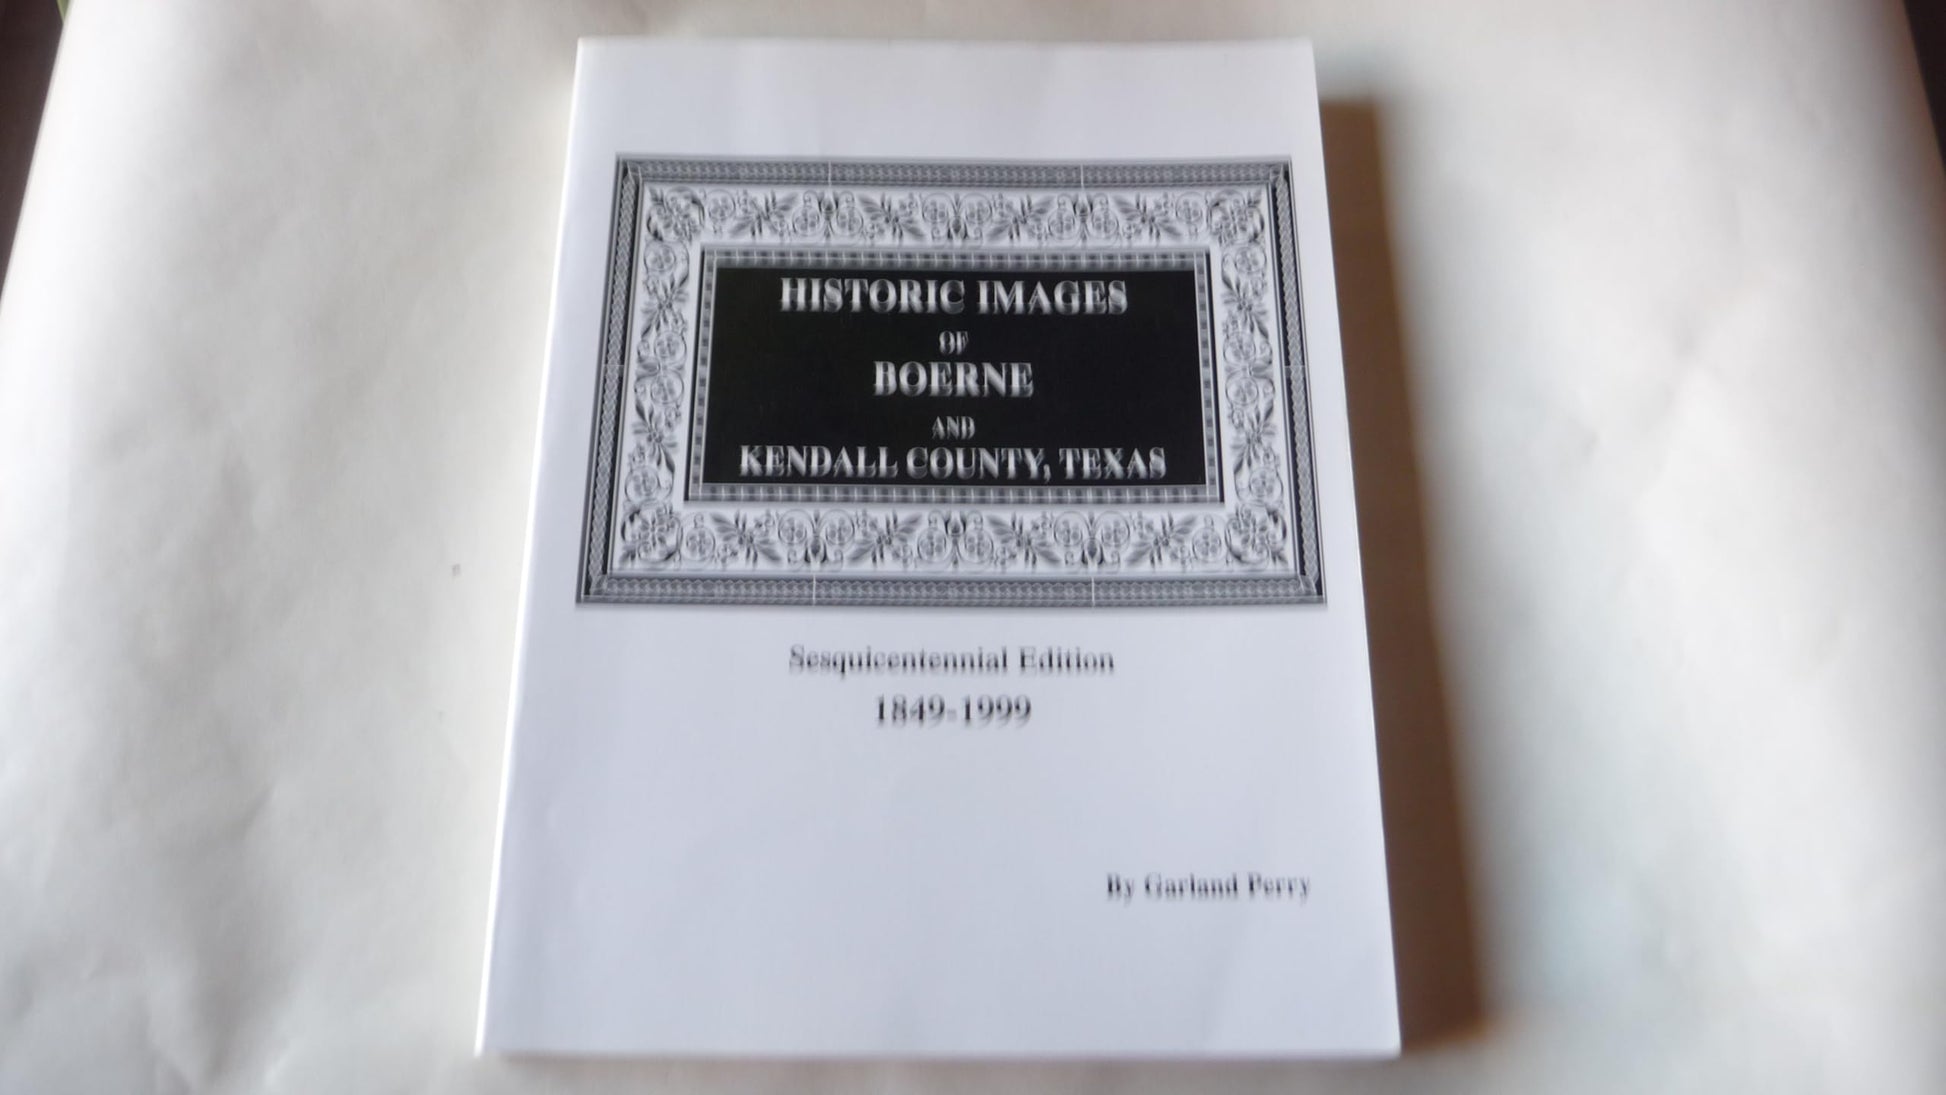 HISTORIC IMAGES
OF
BOERNE
AND
KENDALL COUNTY, TEXAS
Sesquicentennial Edition
1849-1999
By Garland Perry